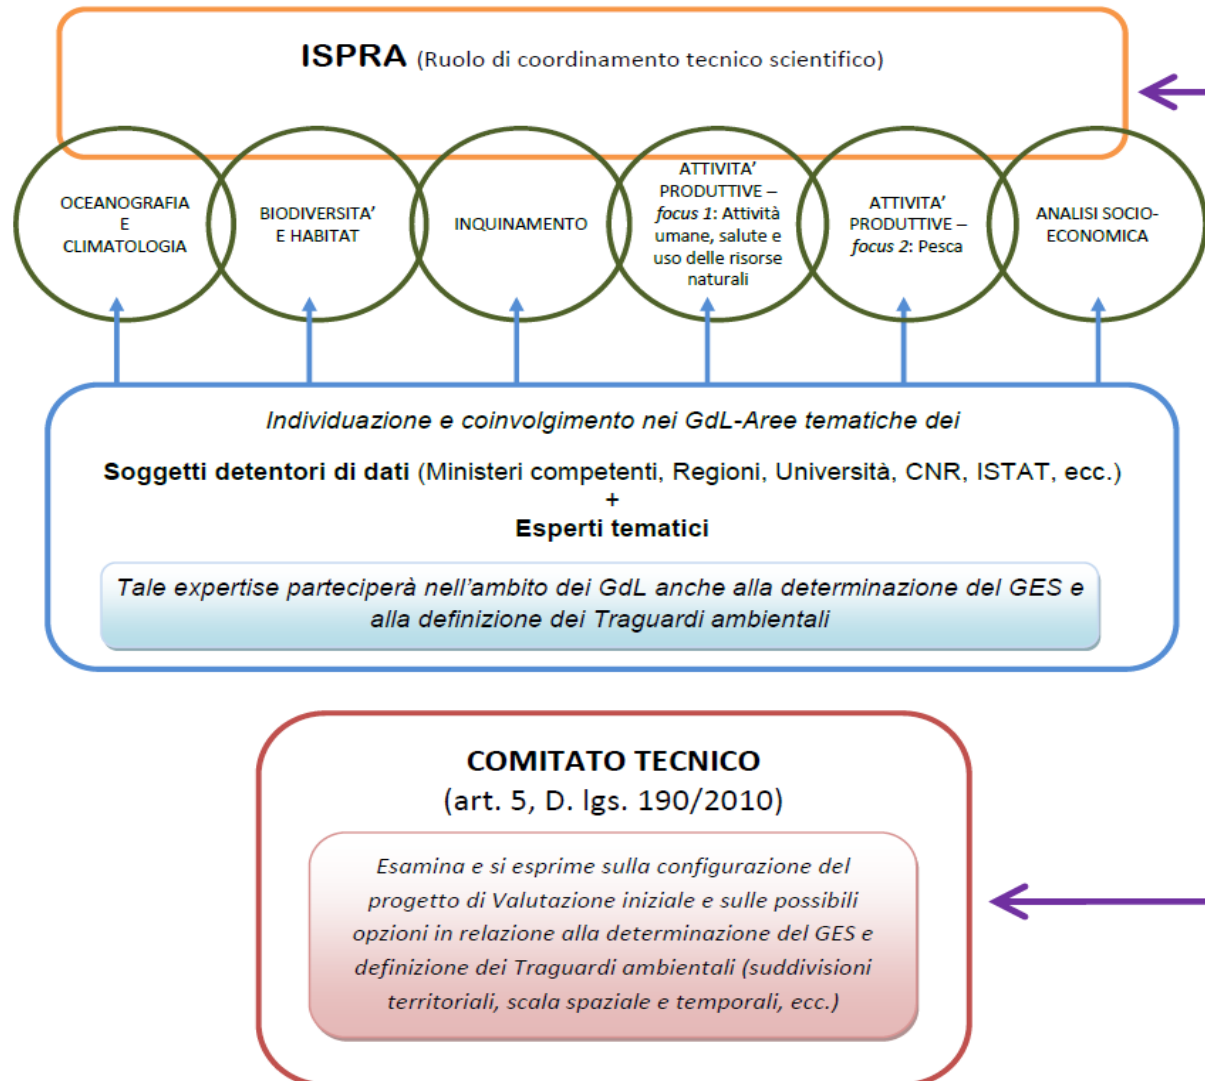 ISPRA (Ruolo di coordinamento tecnico scientifico)
OCEANOGRAFIA
E
CLIMATOLOGIA
BIODIVERSITA’
E HABITAT
INQUINAMENTO
ATTIVITA’
PRODUTTIVE –
focus 1: Attività
umane, salute e
uso delle risorse
naturali
ATTIVITA’
PRODUTTIVE –
focus 2: Pesca
ANALISI SOCIO-
ECONOMICA
Individuazione e coinvolgimento nei GdL-Aree tematiche dei
Soggetti detentori di dati (Ministeri competenti, Regioni, Università, CNR, ISTAT, ecc.)
+
Esperti tematici
Tale expertise parteciperà nell’ambito dei GdL anche alla determinazione del GES e
alla definizione dei Traguardi ambientali
COMITATO TECNICO
(art. 5, D. lgs. 190/2010)
Esamina e si esprime sulla configurazione del
progetto di Valutazione iniziale e sulle possibili
opzioni in relazione alla determinazione del GES e
definizione dei Traguardi ambientali (suddivisioni
territoriali, scala spaziale e temporali, ecc.)